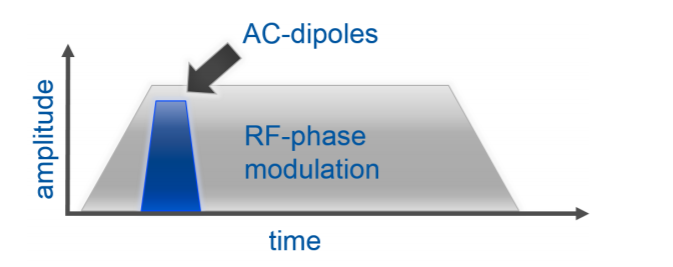 AC-dipoles
amplitude
RF-phase
modulation
time